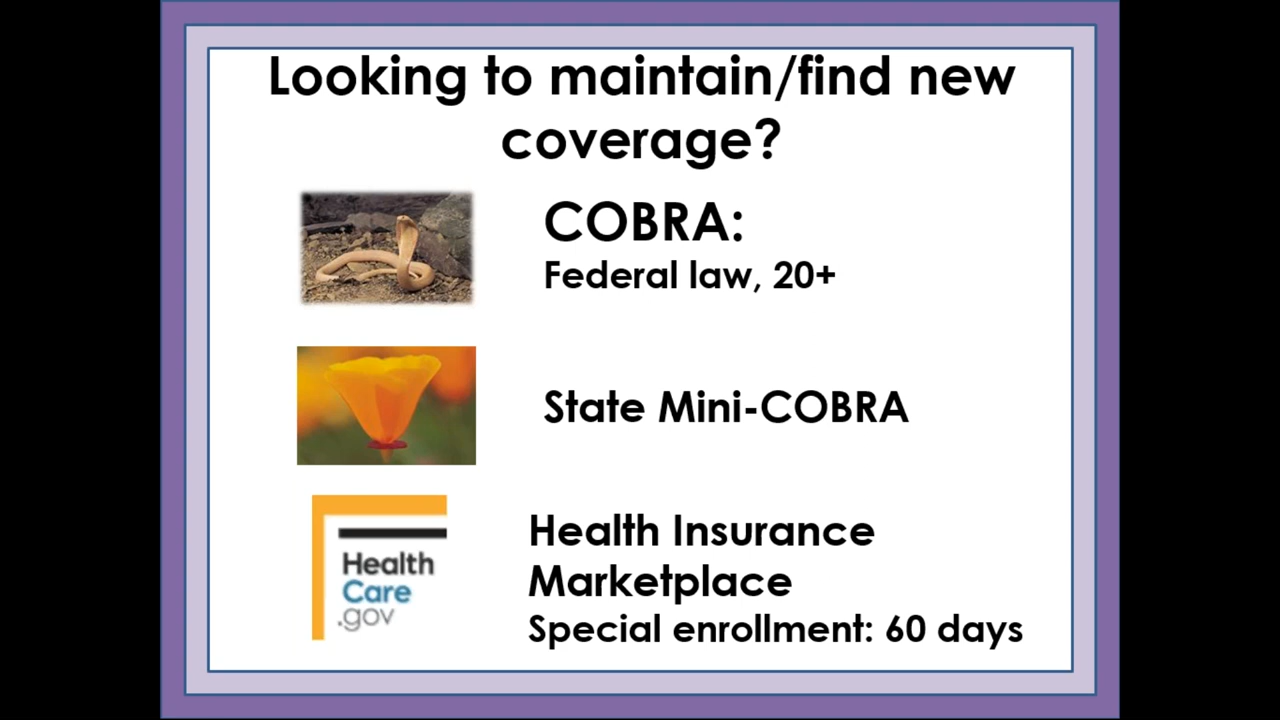 Looking to maintain/find new
coverage?
COBRA:
Federal law, 20+
State Mini-COBRA
Health
Care
.gov
Health Insurance
Marketplace
Special enrollment: 60 days